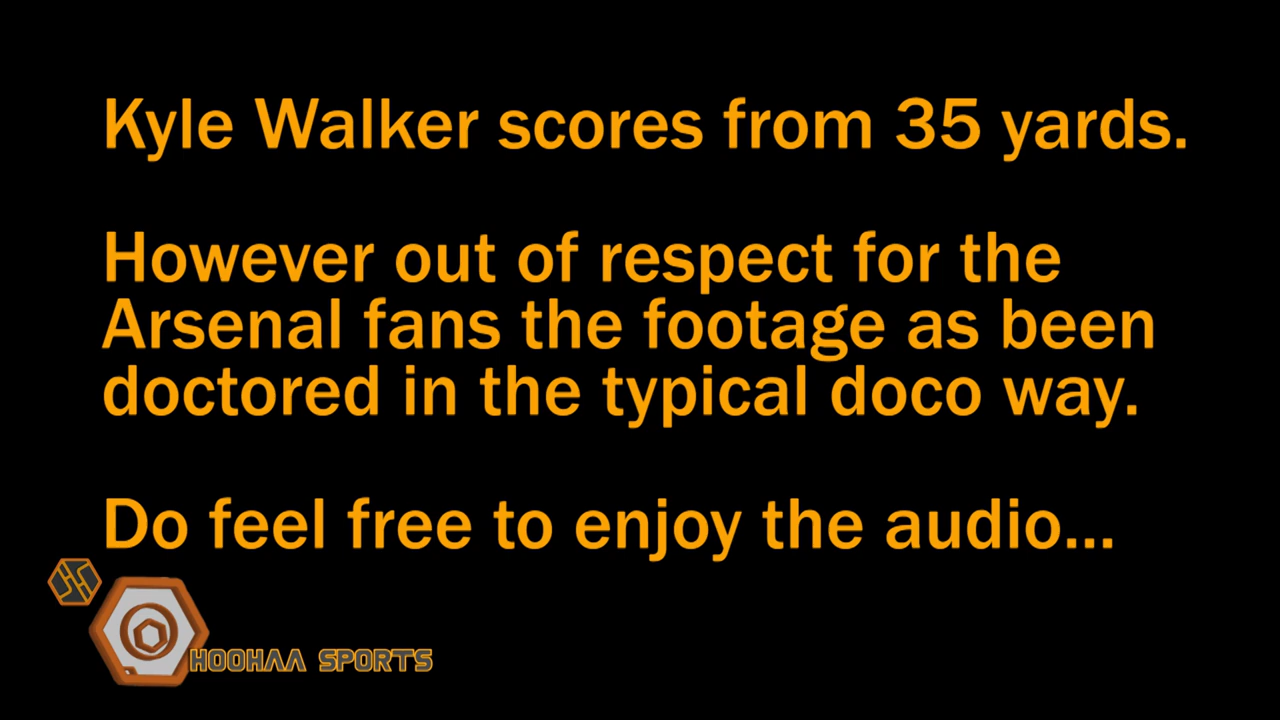 Kyle Walker scores from 35 yards.
However out of respect for the
Arsenal fans the footage as been
doctored in the typical doco way.
Do feel free to enjoy the audio...
HOOHAA SPORTS